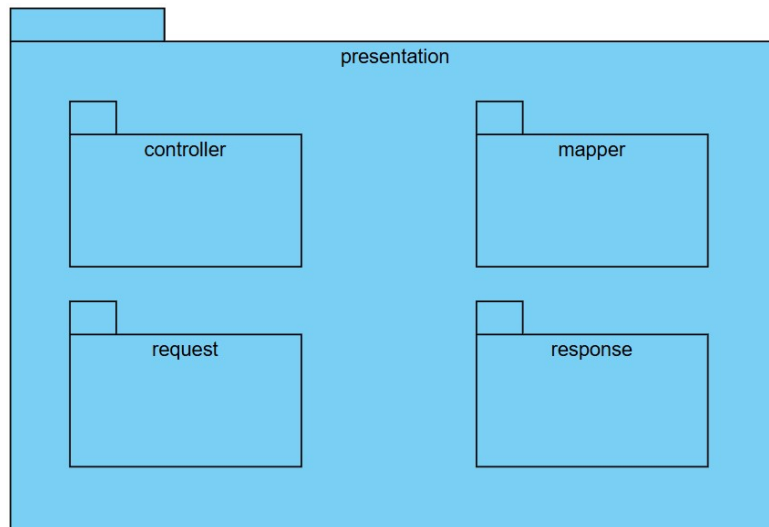 presentation
controller
mapper
request
response